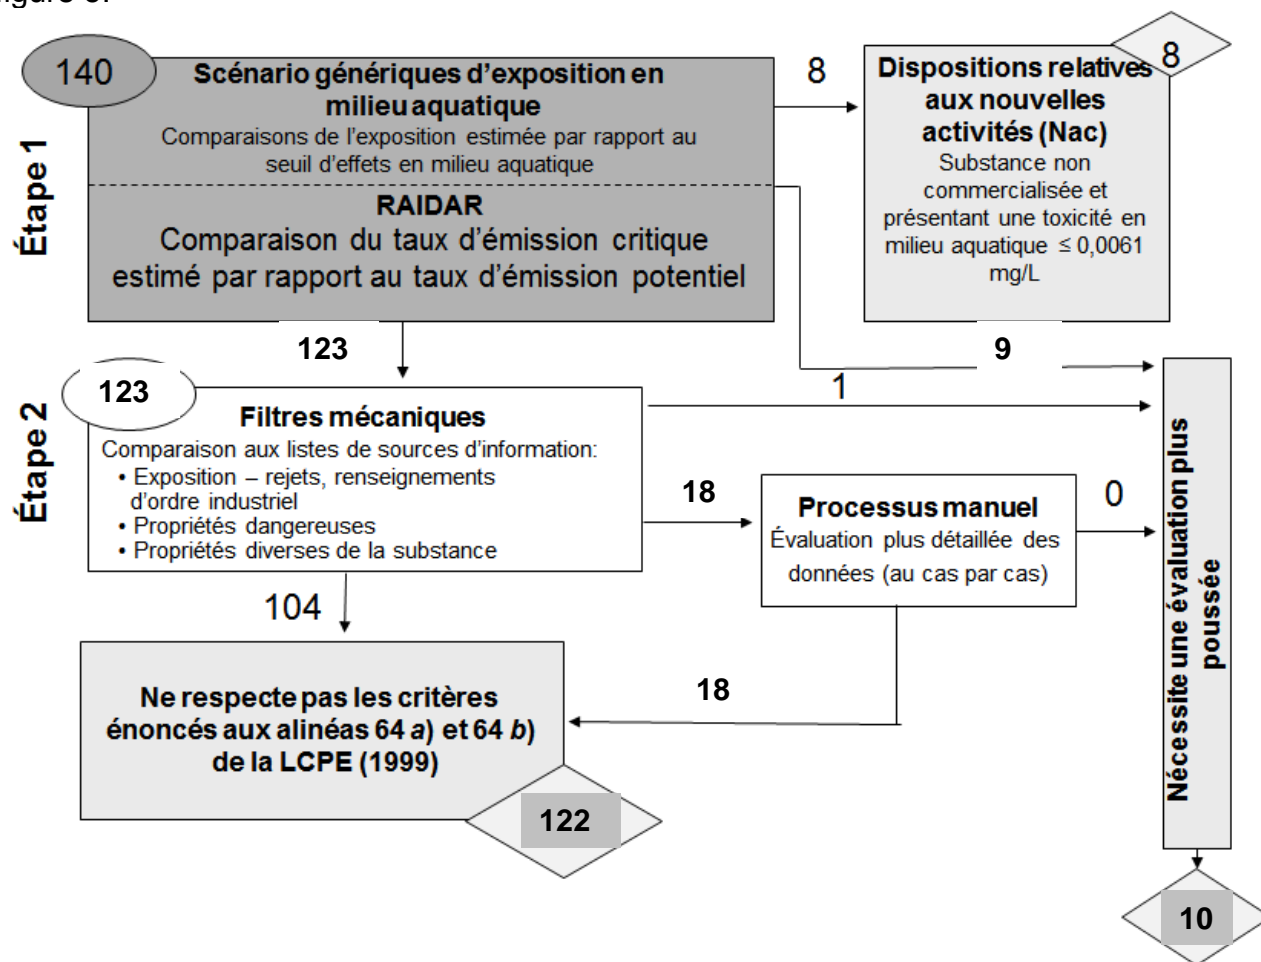 140
Scénario génériques d'exposition en
milieu aquatique
Comparaisons de l'exposition estimée par rapport au
seuil d'effets en milieu aquatique
RAIDAR
Comparaison du taux d'émission critique
estimé par rapport au taux d'émission potentiel
Étape 1
8
8
Dispositions relatives
aux nouvelles
activités (Nac)
Substance non
commercialisée et
présentant une toxicité en
milieu aquatique ≤ 0,0061
mg/L
123
9
Étape 2
123
Filtres mécaniques
Comparaison aux listes de sources d'information:
• Exposition – rejets, renseignements
d'ordre industriel
• Propriétés dangereuses
• Propriétés diverses de la substance
1
18
Processus manuel
Évaluation plus détaillée des
données (au cas par cas)
0
Nécessite une évaluation plus
poussée
104
18
Ne respecte pas les critères
énoncés aux alinéas 64 a) et 64 b)
de la LCPE (1999)
122
10